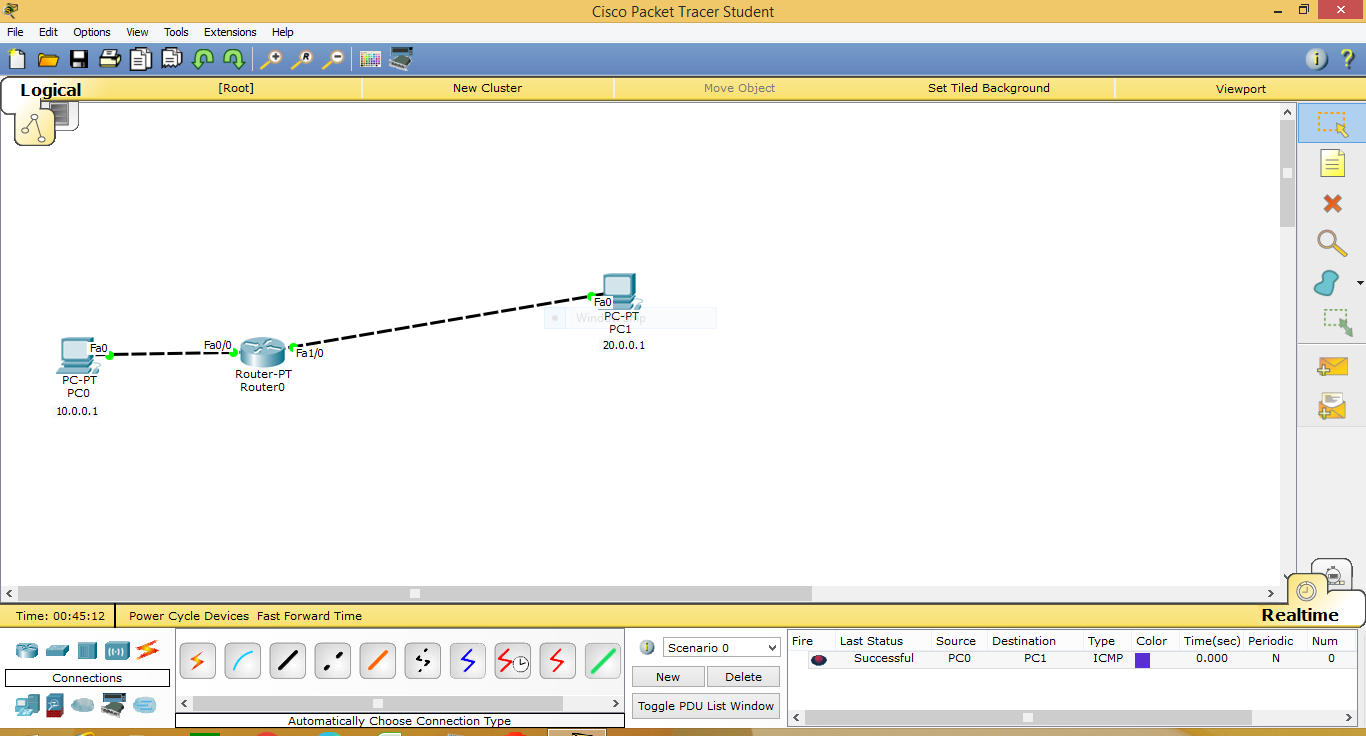 Cisco Packet Tracer Student
File Edit Options View Tools Extensions Help
Logical [Root] New Cluster Move Object Set Tiled Background Viewport
Fa0
PC-PT
PC1
20.0.0.1
Fa0 Fa0/0 Fa1/0
PC-PT
PC0
10.0.0.1
Router-PT
Router0
Time: 00:45:12 Power Cycle Devices Fast Forward Time Realtime
Connections
Automatically Choose Connection Type
Scenario 0
New Delete
Toggle PDU List Window
Fire Last Status Source Destination Type Color Time(sec) Periodic Num
Successful PC0 PC1 ICMP 0.000 N 0